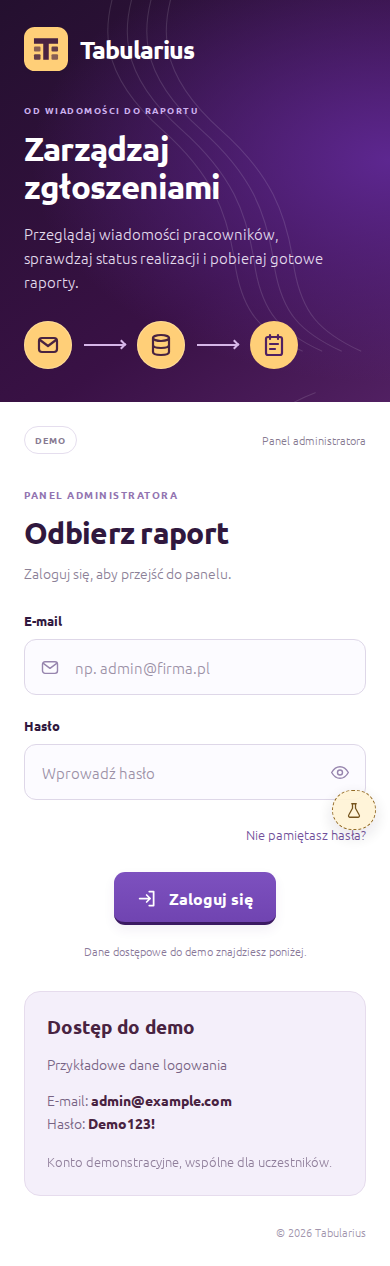 Tabularius
OD WIADOMOŚCI DO RAPORTU
Zarządzaj
zgłoszeniami
Przeglądaj wiadomości pracowników,
sprawdzaj status realizacji i pobieraj gotowe
raporty.
DEMO
Panel administratora
PANEL ADMINISTRATORA
Odbierz raport
Zaloguj się, aby przejść do panelu.
E-mail
np. admin@firma.pl
Hasło
Wprowadź hasło
Nie pamiętasz hasła?
Zaloguj się
Dane dostępowe do demo znajdziesz poniżej.
Dostęp do demo
Przykładowe dane logowania
E-mail: admin@example.com
Hasło: Demo123!
Konto demonstracyjne, wspólne dla uczestników.
© 2026 Tabularius